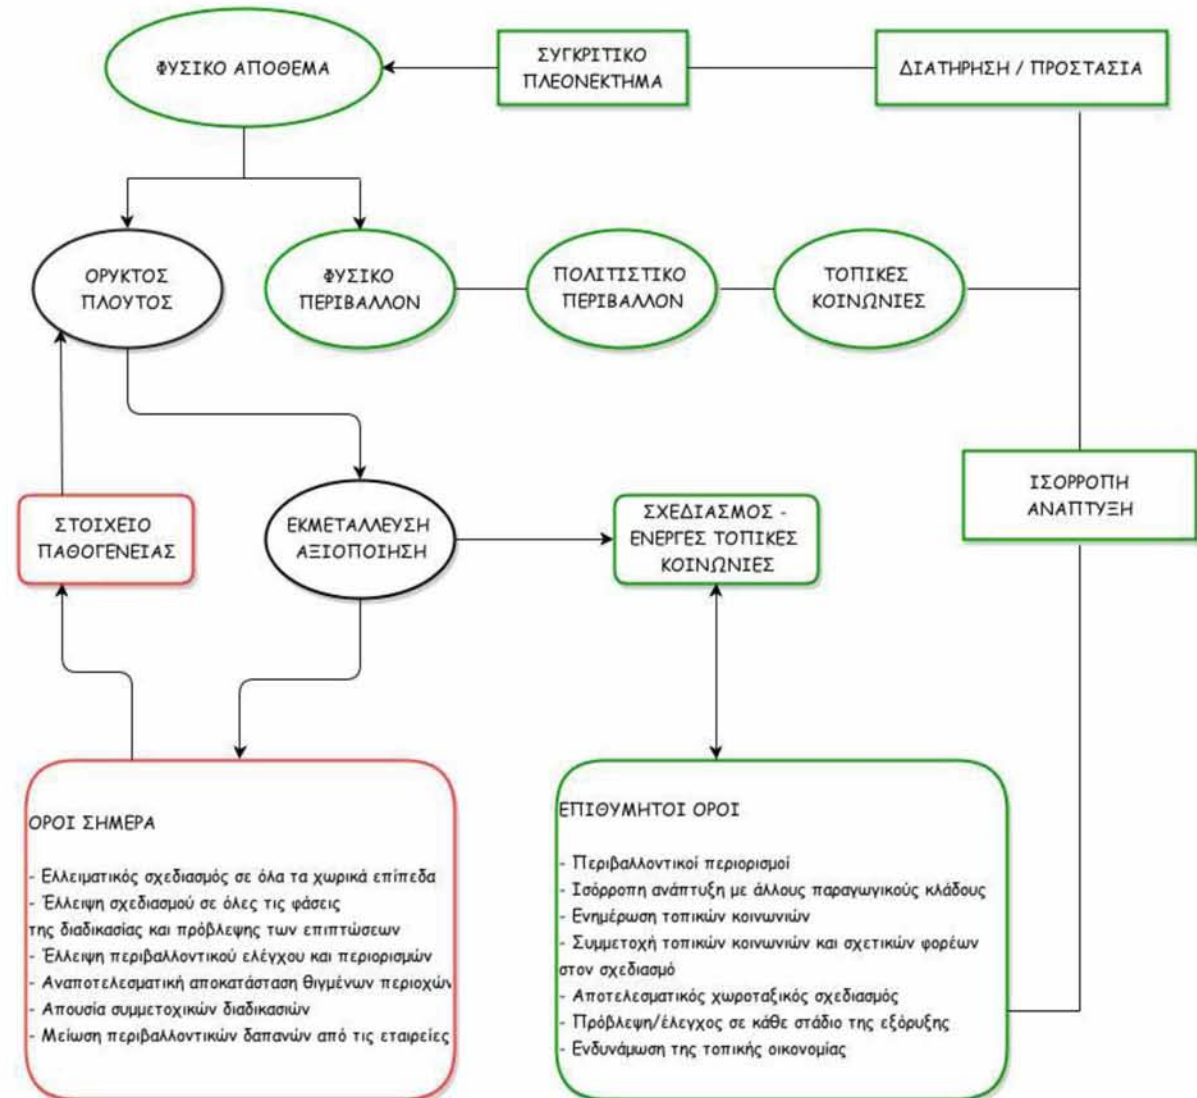 ΦΥΣΙΚΟ ΑΠΟΘΕΜΑ
ΣΥΓΚΡΙΤΙΚΟ
ΠΛΕΟΝΕΚΤΗΜΑ
ΔΙΑΤΗΡΗΣΗ / ΠΡΟΣΤΑΣΙΑ
ΟΡΥΚΤΟΣ
ΠΛΟΥΤΟΣ
ΦΥΣΙΚΟ
ΠΕΡΙΒΑΛΛΟΝ
ΠΟΛΙΤΙΣΤΙΚΟ
ΠΕΡΙΒΑΛΛΟΝ
ΤΟΠΙΚΕΣ
ΚΟΙΝΩΝΙΕΣ
ΙΣΟΡΡΟΠΗ
ΑΝΑΠΤΥΞΗ
ΣΤΟΙΧΕΙΟ
ΠΑΘΟΓΕΝΕΙΑΣ
ΕΚΜΕΤΑΛΛΕΥΣΗ
ΑΞΙΟΠΟΙΗΣΗ
ΣΧΕΔΙΑΣΜΟΣ -
ΕΝΕΡΓΕΣ ΤΟΠΙΚΕΣ
ΚΟΙΝΩΝΙΕΣ
ΟΡΟΙ ΣΗΜΕΡΑ
- Ελλειματικός σχεδιασμός σε όλα τα χωρικά επίπεδα
- Έλλειψη σχεδιασμού σε όλες τις φάσεις
της διαδικασίας και πρόβλεψης των επιπτώσεων
- Έλλειψη περιβαλλοντικού ελέγχου και περιορισμών
- Αναποτελεσματική αποκατάσταση θιγμένων περιοχών
- Απουσία συμμετοχικών διαδικασιών
- Μείωση περιβαλλοντικών δαπανών από τις εταιρείες
ΕΠΙΘΥΜΗΤΟΙ ΟΡΟΙ
- Περιβαλλοντικοί περιορισμοί
- Ισόρροπη ανάπτυξη με άλλους παραγωγικούς κλάδους
- Ενημέρωση τοπικών κοινωνιών
- Συμμετοχή τοπικών κοινωνιών και σχετικών φορέων
στον σχεδιασμό
- Αποτελεσματικός χωροταξικός σχεδιασμός
- Πρόβλεψη/έλεγχος σε κάθε στάδιο της εξόρυξης
- Ενδυνάμωση της τοπικής οικονομίας